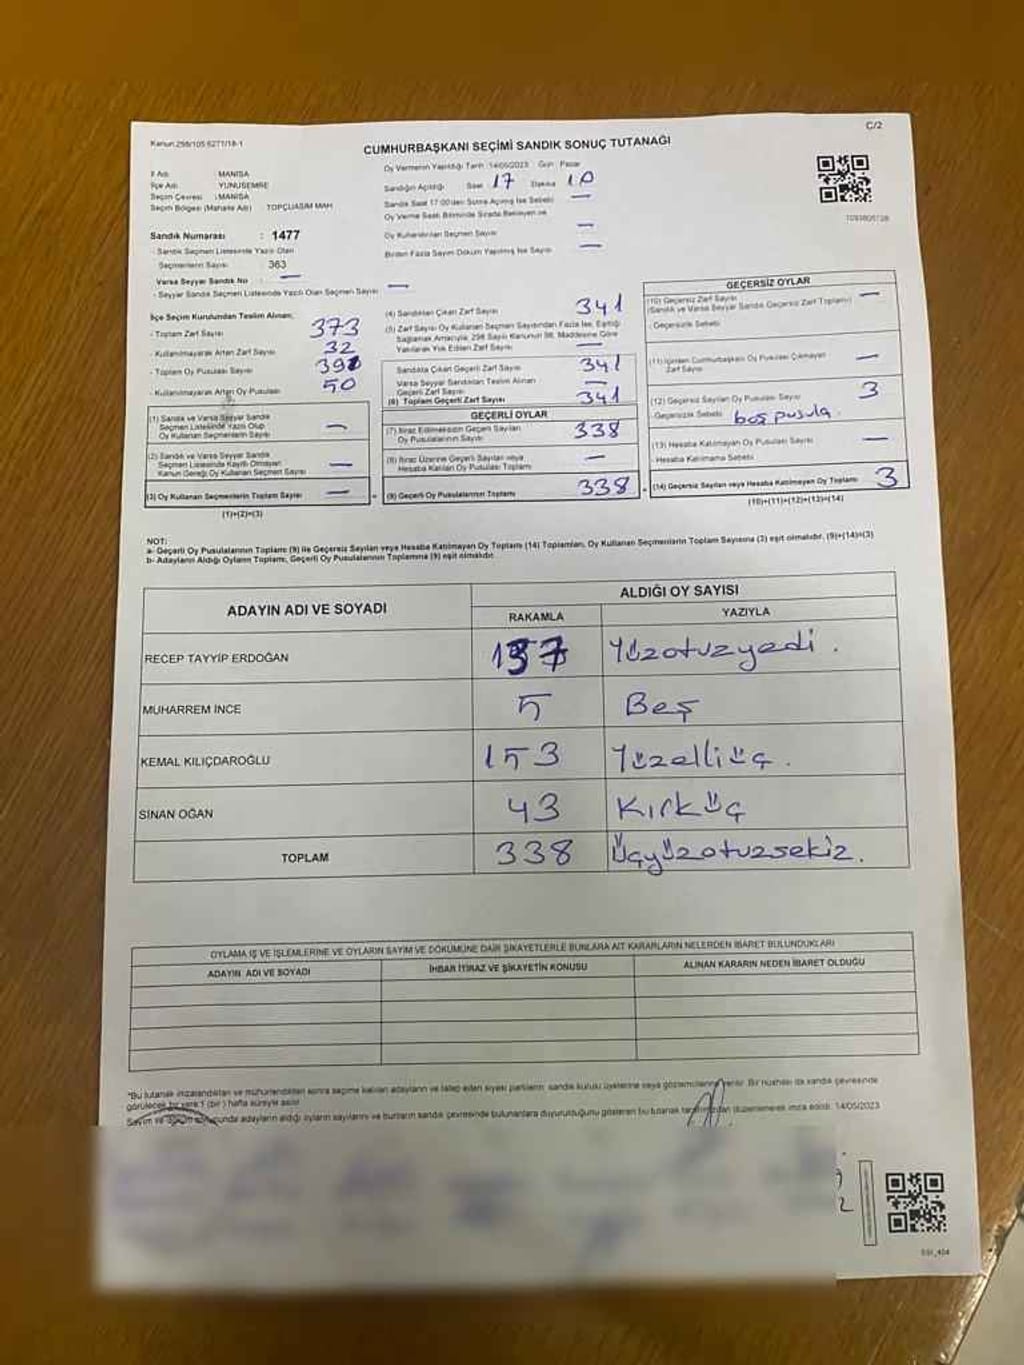 Kanun:298/105 6271/18-1
C/2
CUMHURBAŞKANI SEÇİMİ SANDIK SONUÇ TUTANAĞI
İl Adı : MANİSA
İlçe Adı : YUNUSEMRE
Seçim Çevresi : MANİSA
Seçim Bölgesi (Mahalle Adı) TOPÇUASIM MAH
Sandık Numarası : 1477
- Sandık Seçmen Listesinde Yazılı Olan
Seçmenlerin Sayısı : 363
Varsa Seyyar Sandık No : —
- Seyyar Sandık Seçmen Listesinde Yazılı Olan Seçmen Sayısı —
Oy Vermenin Yapıldığı Tarih :14/05/2023 Gün : Pazar
Sandığın Açıldığı Saat 17 Dakika 10
Sandık Saat 17:00'den Sonra Açılmış İse Sebebi —
Oy Verme Saati Bitiminde Sırada Bekleyen ve
Oy Kullandırılan Seçmen Sayısı —
Birden Fazla Sayım Döküm Yapılmış İse Sayısı —
İlçe Seçim Kurulundan Teslim Alınan;
- Toplam Zarf Sayısı 373
- Kullanılmayarak Artan Zarf Sayısı 32
- Toplam Oy Pusulası Sayısı
- Kullanılmayarak Artan Oy Pusulası 50
(1) Sandık ve Varsa Seyyar Sandık
Seçmen Listesinde Yazılı Olup
Oy Kullanan Seçmenlerin Sayısı —
(2) Sandık ve Varsa Seyyar Sandık
Seçmen Listesinde Kayıtlı Olmayan
Kanun Gereği Oy Kullanan Seçmen Sayısı —
(3) Oy Kullanan Seçmenlerin Toplam Sayısı —
(1)+(2)=(3)
(4) Sandıktan Çıkan Zarf Sayısı 341
(5) Zarf Sayısı Oy Kullanan Seçmen Sayısından Fazla İse, Eşitliği
Sağlamak Amacıyla; 298 Sayılı Kanunun 98. Maddesine Göre
Yakılarak Yok Edilen Zarf Sayısı —
Sandıkta Çıkan Geçerli Zarf Sayısı 341
Varsa Seyyar Sandıktan Teslim Alınan
Geçerli Zarf Sayısı —
(6) Toplam Geçerli Zarf Sayısı 341
GEÇERLİ OYLAR
(7) İtiraz Edilmeksizin Geçerli Sayılan
Oy Pusulalarının Sayısı 338
(8) İtiraz Üzerine Geçerli Sayılan veya
Hesaba Katılan Oy Pusulası Toplamı —
(9) Geçerli Oy Pusulalarının Toplamı 338
GEÇERSİZ OYLAR
(10) Geçersiz Zarf Sayısı —
(Sandık ve Varsa Seyyar Sandık Geçersiz Zarf Toplamı)
- Geçersizlik Sebebi
(11) İçinden Cumhurbaşkanı Oy Pusulası Çıkmayan
Zarf Sayısı —
(12) Geçersiz Sayılan Oy Pusulası Sayısı 3
- Geçersizlik Sebebi boş pusula.
(13) Hesaba Katılmayan Oy Pusulası Sayısı —
- Hesaba Katılmama Sebebi
(14) Geçersiz Sayılan veya Hesaba Katılmayan Oy Toplamı 3
(10)+(11)+(12)+(13)=(14)
NOT:
a- Geçerli Oy Pusulalarının Toplamı (9) ile Geçersiz Sayılan veya Hesaba Katılmayan Oy Toplamı (14) Toplamları, Oy Kullanan Seçmenlerin Toplam Sayısına (3) eşit olmalıdır. (9)+(14)=(3)
b- Adayların Aldığı Oyların Toplamı, Geçerli Oy Pusulalarının Toplamına (9) eşit olmalıdır.
ADAYIN ADI VE SOYADI
ALDIĞI OY SAYISI
RAKAMLA YAZIYLA
RECEP TAYYİP ERDOĞAN 137 Yüzotuzyedi.
MUHARREM İNCE 5 Beş
KEMAL KILIÇDAROĞLU 153 Yüzelliüç.
SİNAN OĞAN 43 Kırküç
TOPLAM 338 Üçyüzotuzsekiz.
OYLAMA İŞ VE İŞLEMLERİNE VE OYLARIN SAYIM VE DÖKÜMÜNE DAİR ŞİKAYETLERLE BUNLARA AİT KARARLARIN NELERDEN İBARET BULUNDUKLARI
ADAYIN ADI VE SOYADI İHBAR İTİRAZ VE ŞİKAYETİN KONUSU ALINAN KARARIN NEDEN İBARET OLDUĞU
*Bu tutanak imzalandıktan ve mühürlendikten sonra seçime katılan adayların ve talep eden siyasi partilerin sandık kurulu üyelerine veya gözlemcilerine verilir. Bir nüshası da sandık çevresinde
görülecek bir yere 1 (bir) hafta süreyle asılır.
Sayım ve döküm sonucunda adayların aldığı oyların sayılarını ve bunların sandık çevresinde bulunanlara duyurulduğunu gösteren bu tutanak tarafımızdan düzenlenerek imza edildi. 14/05/2023